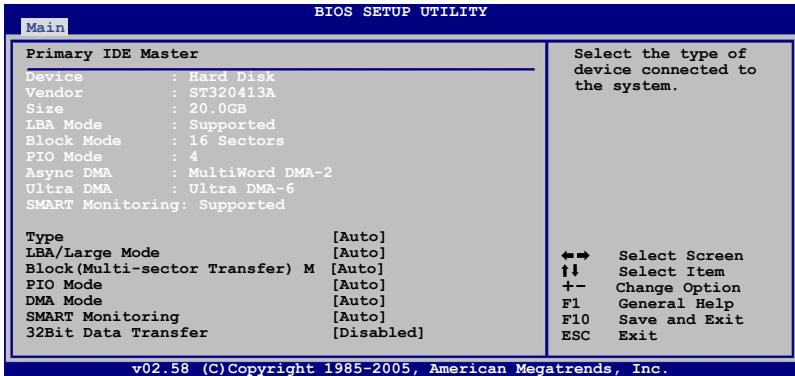 BIOS SETUP UTILITY
Main
Primary IDE Master
Device : Hard Disk
Vendor : ST320413A
Size : 20.0GB
LBA Mode : Supported
Block Mode : 16 Sectors
PIO Mode : 4
Async DMA : MultiWord DMA-2
Ultra DMA : Ultra DMA-6
SMART Monitoring: Supported
Type [Auto]
LBA/Large Mode [Auto]
Block(Multi-sector Transfer) M [Auto]
PIO Mode [Auto]
DMA Mode [Auto]
SMART Monitoring [Auto]
32Bit Data Transfer [Disabled]
Select the type of
device connected to
the system.
←→ Select Screen
↑↓ Select Item
+- Change Option
F1 General Help
F10 Save and Exit
ESC Exit
v02.58 (C)Copyright 1985-2005, American Megatrends, Inc.